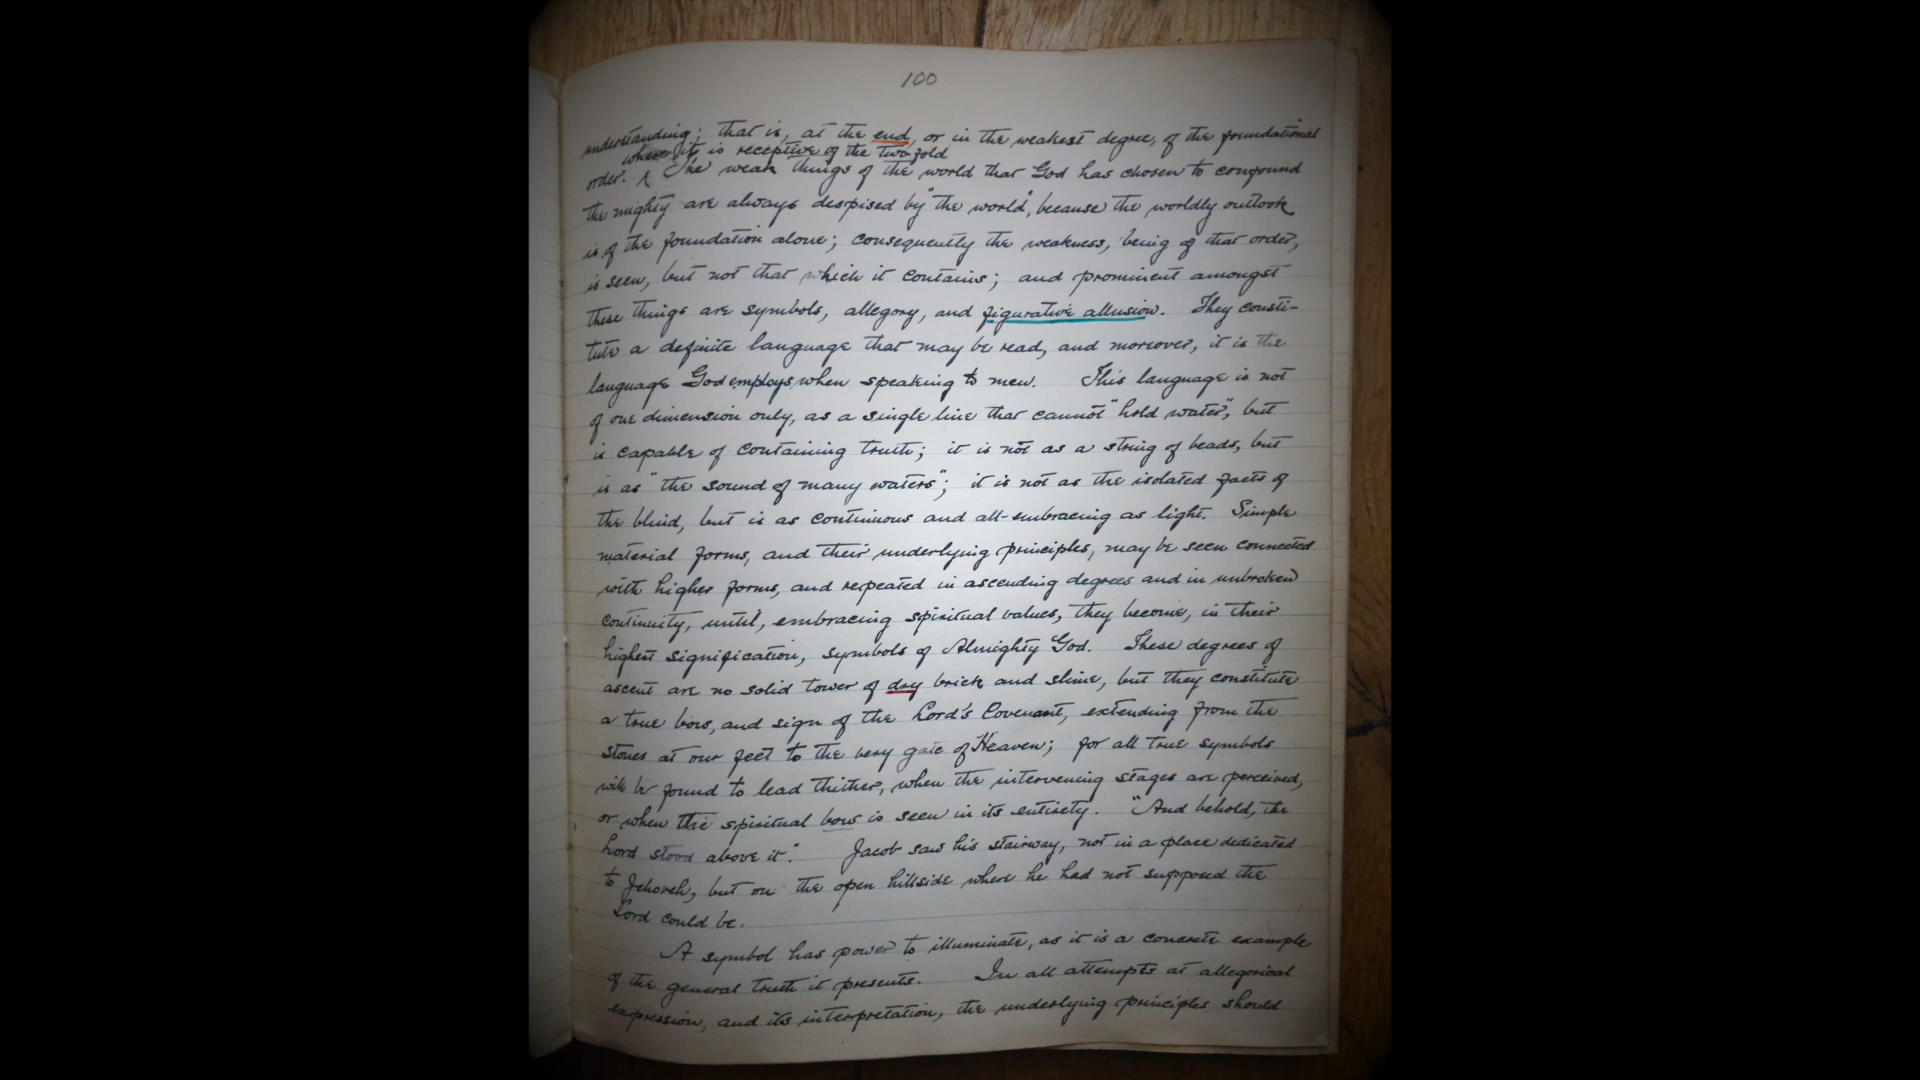 100
understanding; that is, at the end, or in the weakest degree, of the foundational
where it is receptive of the two-fold
order. The weak things of the world that God has chosen to confound
the mighty are always despised by "the world", because the worldly outlook
is of the foundation alone; consequently the weakness, being of that order,
is seen, but not that which it contains; and prominent amongst
these things are symbols, allegory, and figurative allusion. They consti-
tute a definite language that may be read, and moreover, it is the
language God employs when speaking to men. This language is not
of one dimension only, as a single line that cannot "hold water", but
is capable of containing truth; it is not as a string of beads, but
is as "the sound of many waters"; it is not as the isolated facts of
the blind, but is as continuous and all-embracing as light. Simple
material forms, and their underlying principles, may be seen connected
with higher forms, and repeated in ascending degrees and in unbroken
continuity, until, embracing spiritual values, they become, in their
highest signification, symbols of Almighty God. These degrees of
ascent are no solid tower of dry brick and slime, but they constitute
a true bow, and sign of the Lord's Covenant, extending from the
stones at our feet to the very gate of Heaven; for all true symbols
will be found to lead thither, when the intervening stages are perceived,
or when the spiritual bow is seen in its entirety. "And behold, the
Lord stood above it." Jacob saw his stairway, not in a place dedicated
to Jehovah, but on the open hillside where he had not supposed the
Lord could be.
A symbol has power to illuminate, as it is a concrete example
of the general truth it presents. In all attempts at allegorical
expression, and its interpretation, the underlying principles should